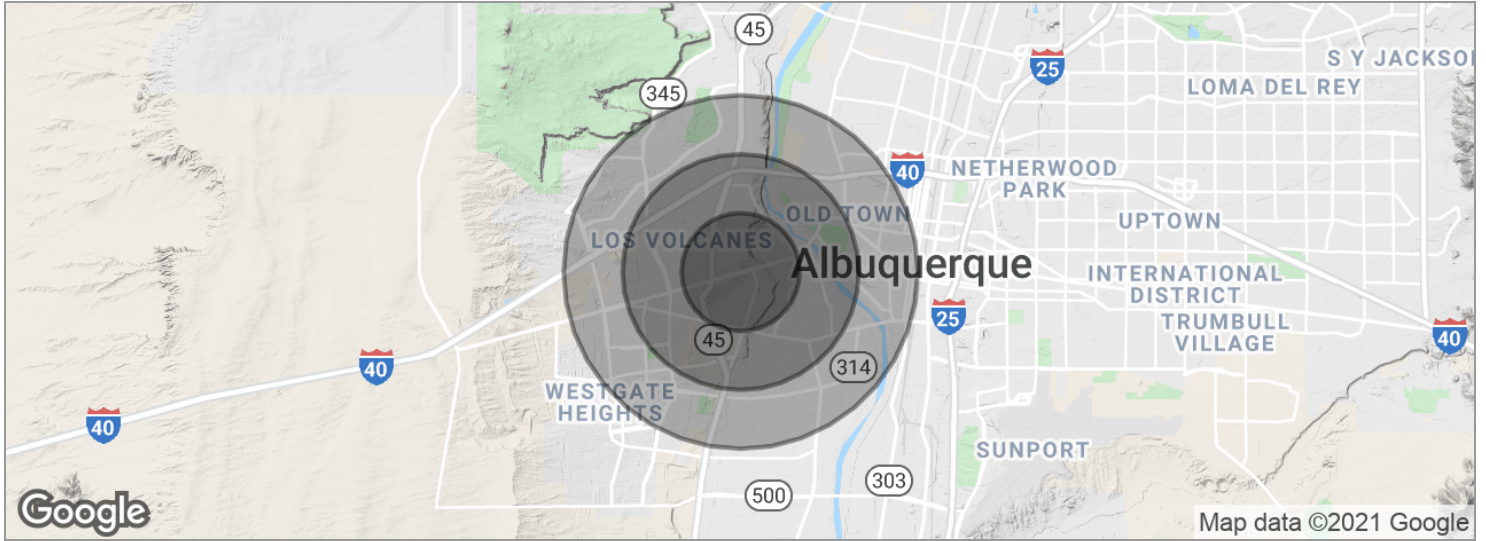 45
25
S Y JACKSO
LOMA DEL REY
345
40
NETHERWOOD
PARK
OLD TOWN
UPTOWN
LOS VOLCANES
Albuquerque
INTERNATIONAL
DISTRICT
25
TRUMBULL
VILLAGE
45
40
40
314
WESTGATE
HEIGHTS
40
SUNPORT
303
500
Google
Map data ©2021 Google